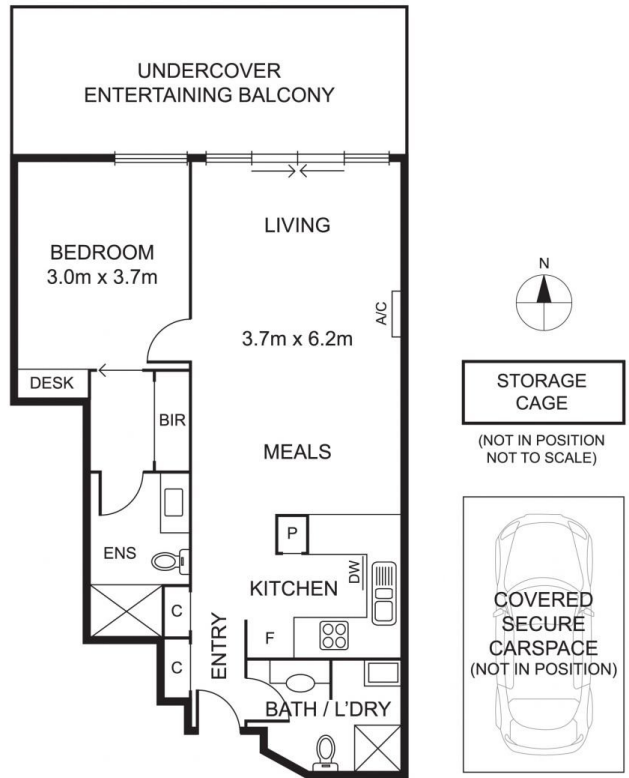 UNDERCOVER
ENTERTAINING BALCONY
LIVING
BEDROOM
3.0m x 3.7m
3.7m x 6.2m
A/C
N
DESK
BIR
STORAGE
CAGE
(NOT IN POSITION
NOT TO SCALE)
MEALS
P
ENS
DW
KITCHEN
C
F
ENTRY
C
BATH / L'DRY
COVERED
SECURE
CARSPACE
(NOT IN POSITION)